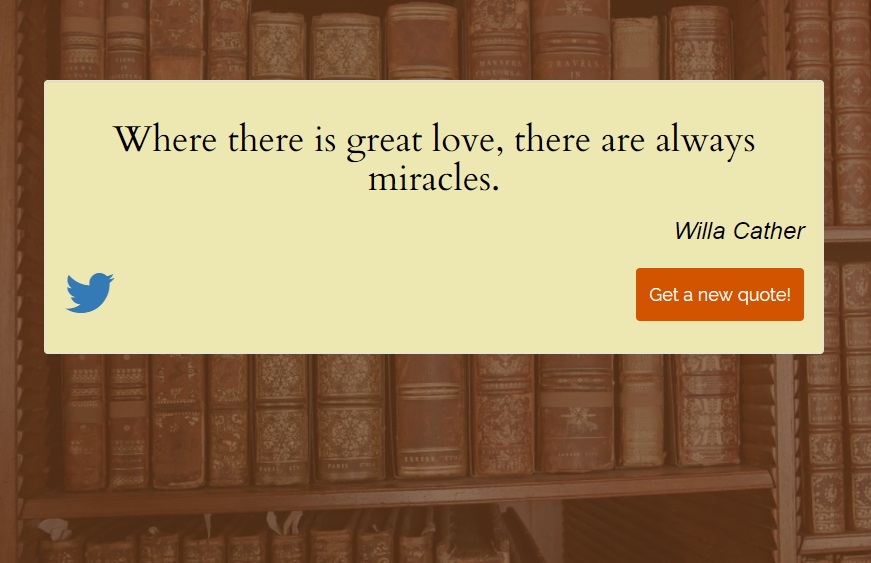 Where there is great love, there are always
miracles.
Willa Cather
Get a new quote!